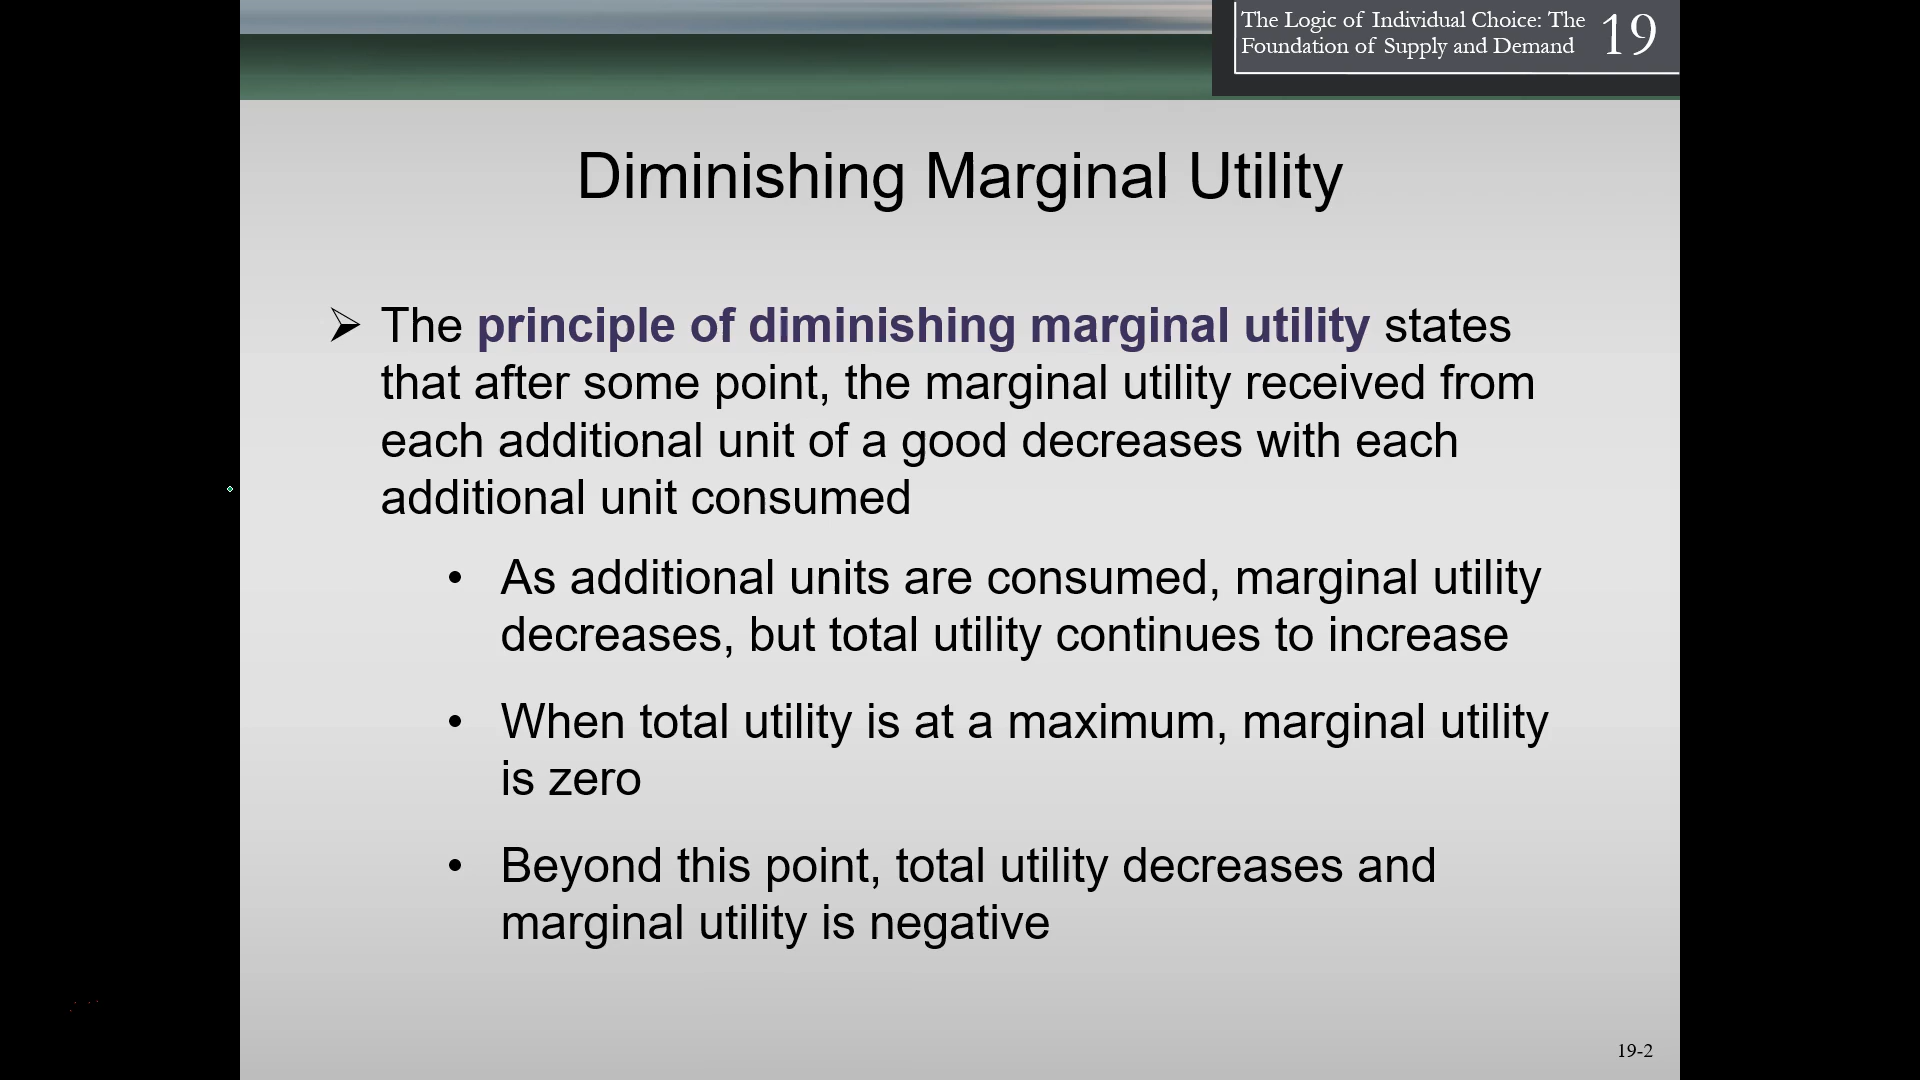 The Logic of Individual Choice: The
Foundation of Supply and Demand
19
Diminishing Marginal Utility
➢ The principle of diminishing marginal utility states
that after some point, the marginal utility received from
each additional unit of a good decreases with each
additional unit consumed
• As additional units are consumed, marginal utility
decreases, but total utility continues to increase
• When total utility is at a maximum, marginal utility
is zero
• Beyond this point, total utility decreases and
marginal utility is negative
19-2